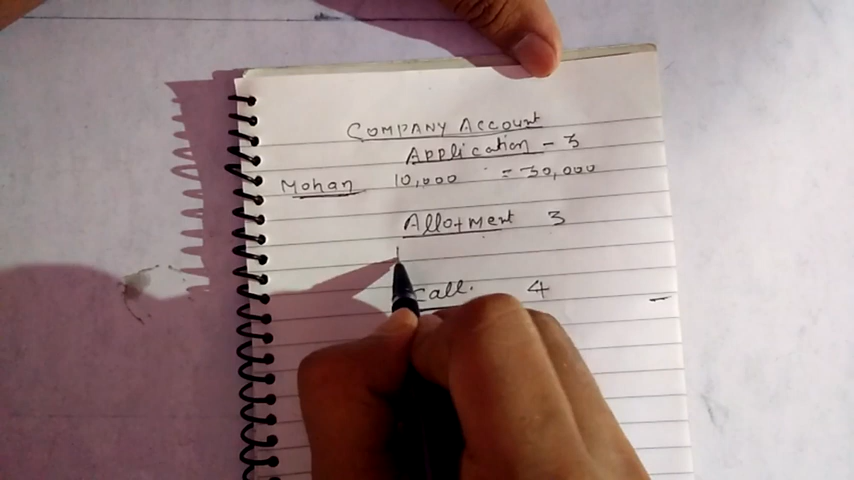 COMPANY ACCOUNT
APPlication - 3
Mohan 10,000 = 30,000
Allotment 3
Call. 4